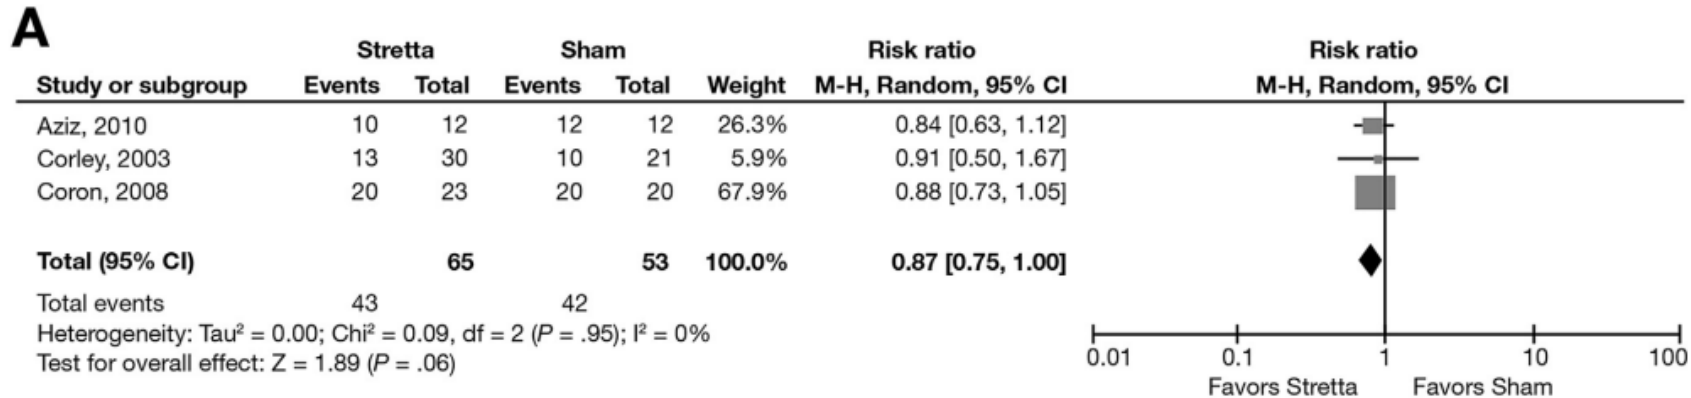 A
Stretta Sham Risk ratio Risk ratio
Study or subgroup Events Total Events Total Weight M-H, Random, 95% CI M-H, Random, 95% CI
Aziz, 2010 10 12 12 12 26.3% 0.84 [0.63, 1.12]
Corley, 2003 13 30 10 21 5.9% 0.91 [0.50, 1.67]
Coron, 2008 20 23 20 20 67.9% 0.88 [0.73, 1.05]
Total (95% CI) 65 53 100.0% 0.87 [0.75, 1.00]
Total events 43 42
Heterogeneity: Tau² = 0.00; Chi² = 0.09, df = 2 (P = .95); I² = 0%
Test for overall effect: Z = 1.89 (P = .06)
0.01 0.1 1 10 100
Favors Stretta Favors Sham